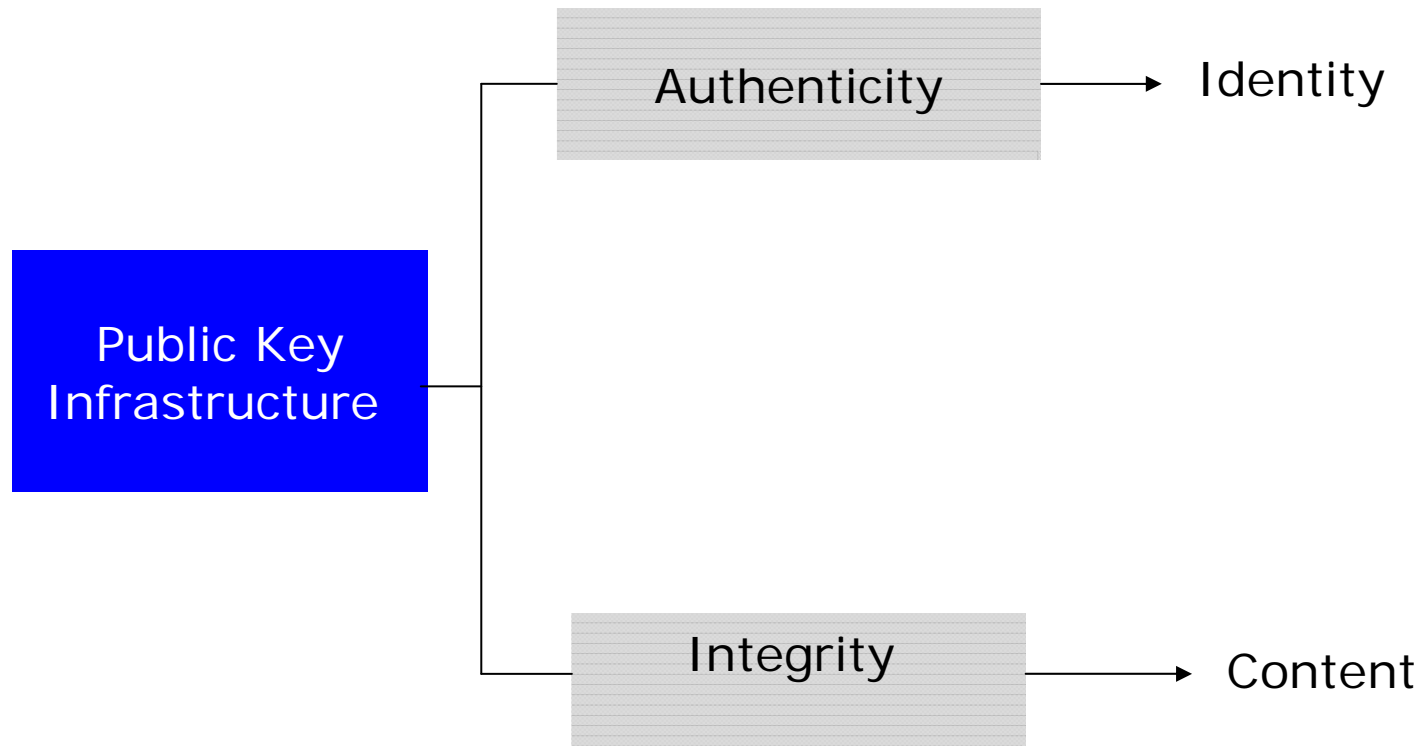 Authenticity
Identity
Public Key
Infrastructure
Integrity
Content